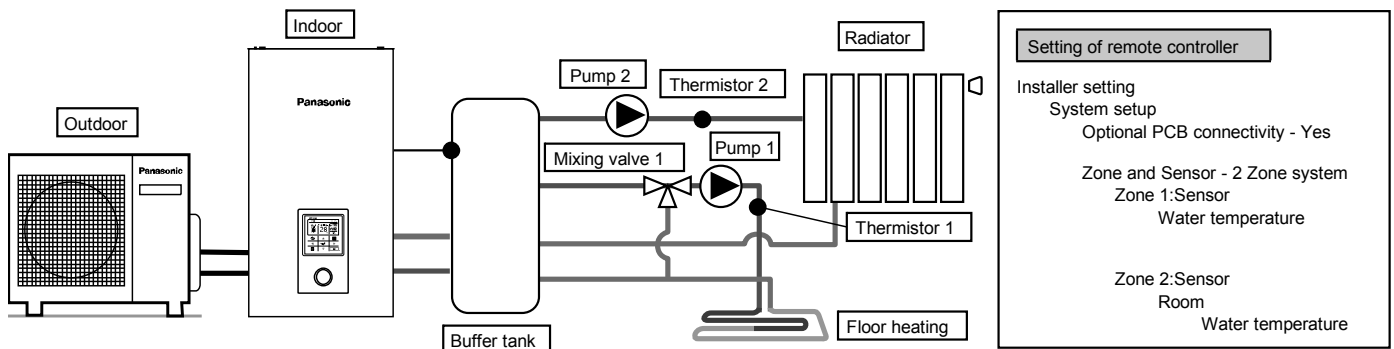 Indoor
Panasonic
Outdoor
Panasonic
Pump 2
Thermistor 2
Radiator
Mixing valve 1
Pump 1
Thermistor 1
Buffer tank
Floor heating
Setting of remote controller
Installer setting
System setup
Optional PCB connectivity - Yes
Zone and Sensor - 2 Zone system
Zone 1:Sensor
Water temperature
Zone 2:Sensor
Room
Water temperature